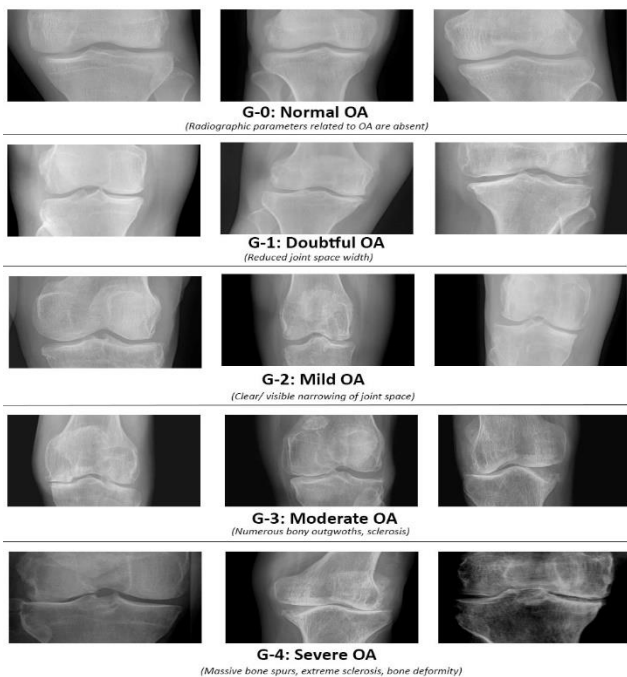 G-0: Normal OA
(Radiographic parameters related to OA are absent)
G-1: Doubtful OA
(Reduced joint space width)
G-2: Mild OA
(Clear/ visible narrowing of joint space)
G-3: Moderate OA
(Numerous bony outgwoths, sclerosis)
G-4: Severe OA
(Massive bone spurs, extreme sclerosis, bone deformity)